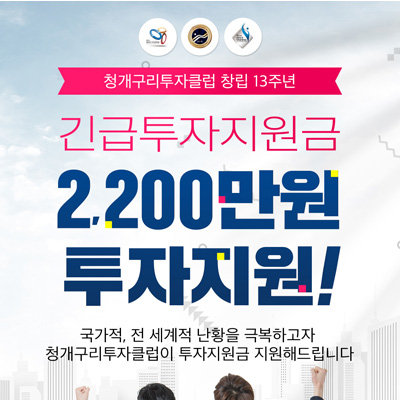 청개구리투자클럽 창립 13주년
긴급투자지원금
2,200만원
투자지원!
국가적, 전 세계적 난황을 극복하고자
청개구리투자클럽이 투자지원금 지원해드립니다